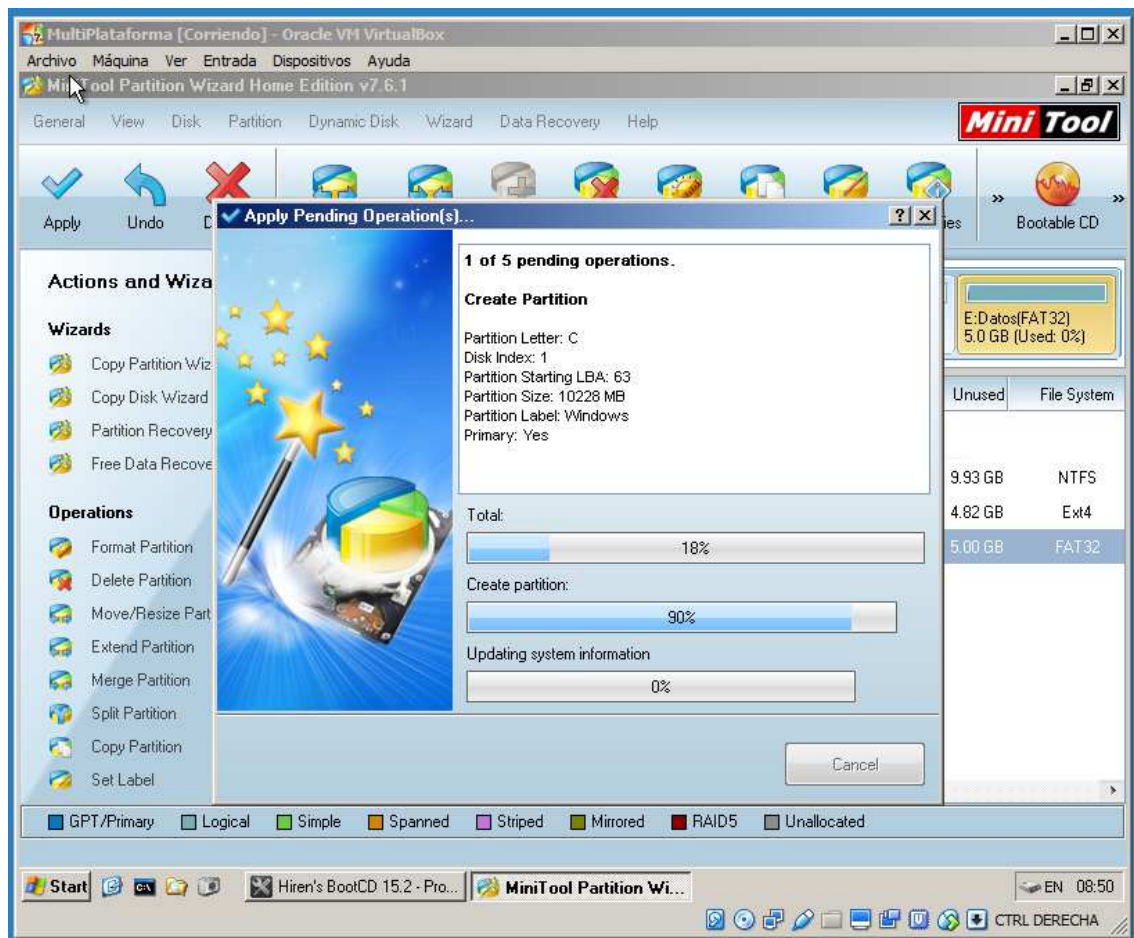 MultiPlataforma [Corriendo] - Oracle VM VirtualBox
Archivo Máquina Ver Entrada Dispositivos Ayuda
MiniTool Partition Wizard Home Edition v7.6.1
General View Disk Partition Dynamic Disk Wizard Data Recovery Help
Mini Tool
Apply Undo D ies » Bootable CD »
Apply Pending Operation(s)...
1 of 5 pending operations.
Create Partition
Partition Letter: C
Disk Index: 1
Partition Starting LBA: 63
Partition Size: 10228 MB
Partition Label: Windows
Primary: Yes
Total:
18%
Create partition:
90%
Updating system information
0%
Cancel
Actions and Wiza
Wizards
Copy Partition Wiz
Copy Disk Wizard
Partition Recovery
Free Data Recove
Operations
Format Partition
Delete Partition
Move/Resize Part
Extend Partition
Merge Partition
Split Partition
Copy Partition
Set Label
E:Datos(FAT32)
5.0 GB (Used: 0%)
Unused File System
9.93 GB NTFS
4.82 GB Ext4
5.00 GB FAT32
GPT/Primary Logical Simple Spanned Striped Mirrored RAID5 Unallocated
Start Hiren's BootCD 15.2 - Pro... MiniTool Partition Wi... EN 08:50
CTRL DERECHA